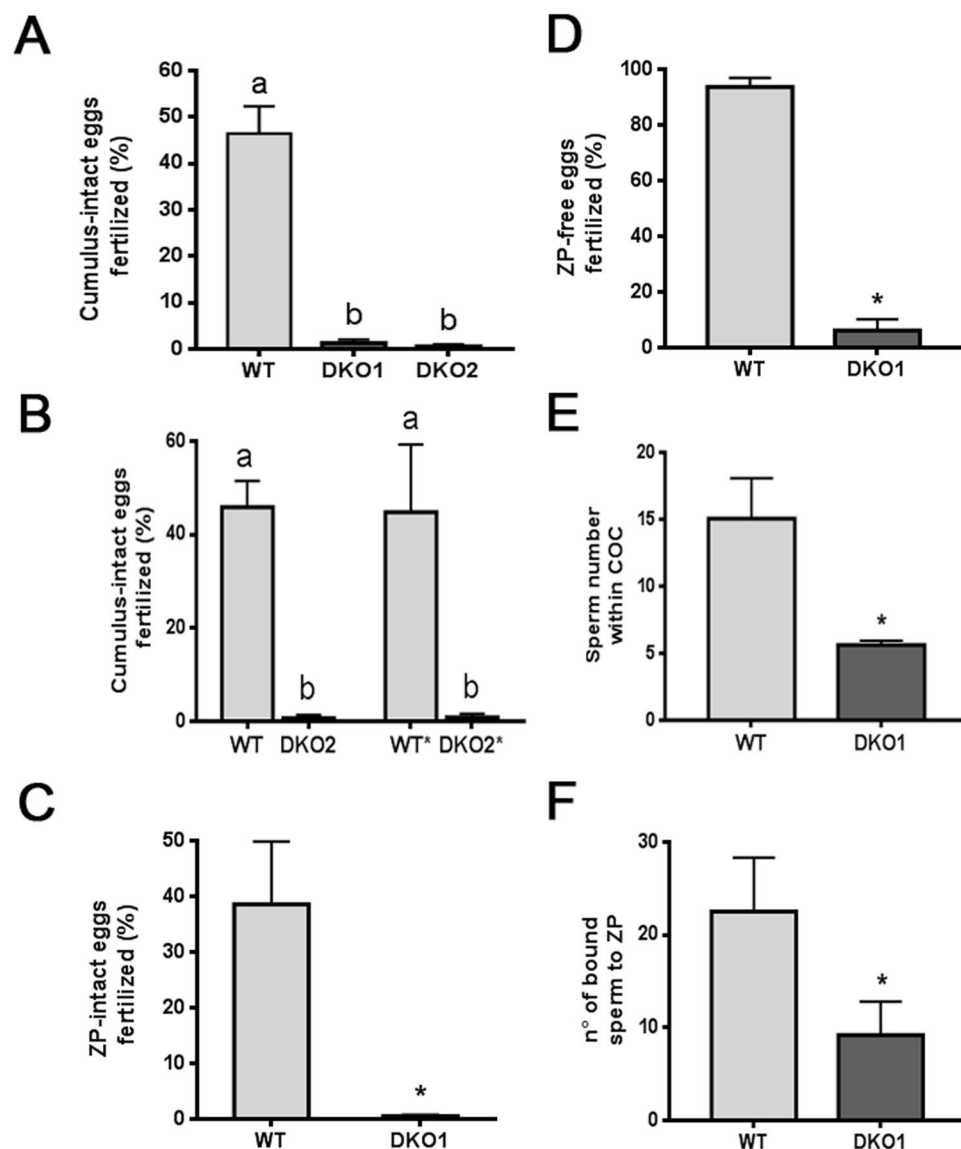 A
Cumulus-intact eggs
fertilized (%)
60
50
40
30
20
10
0
a
b
b
WT
DKO1
DKO2
B
Cumulus-intact eggs
fertilized (%)
60
40
20
0
a
b
a
b
WT
DKO2
WT*
DKO2*
C
ZP-intact eggs
fertilized (%)
50
40
30
20
10
0
*
WT
DKO1
D
ZP-free eggs
fertilized (%)
100
80
60
40
20
0
*
WT
DKO1
E
Sperm number
within COC
20
15
10
5
0
*
WT
DKO1
F
n° of bound
sperm to ZP
30
20
10
0
*
WT
DKO1